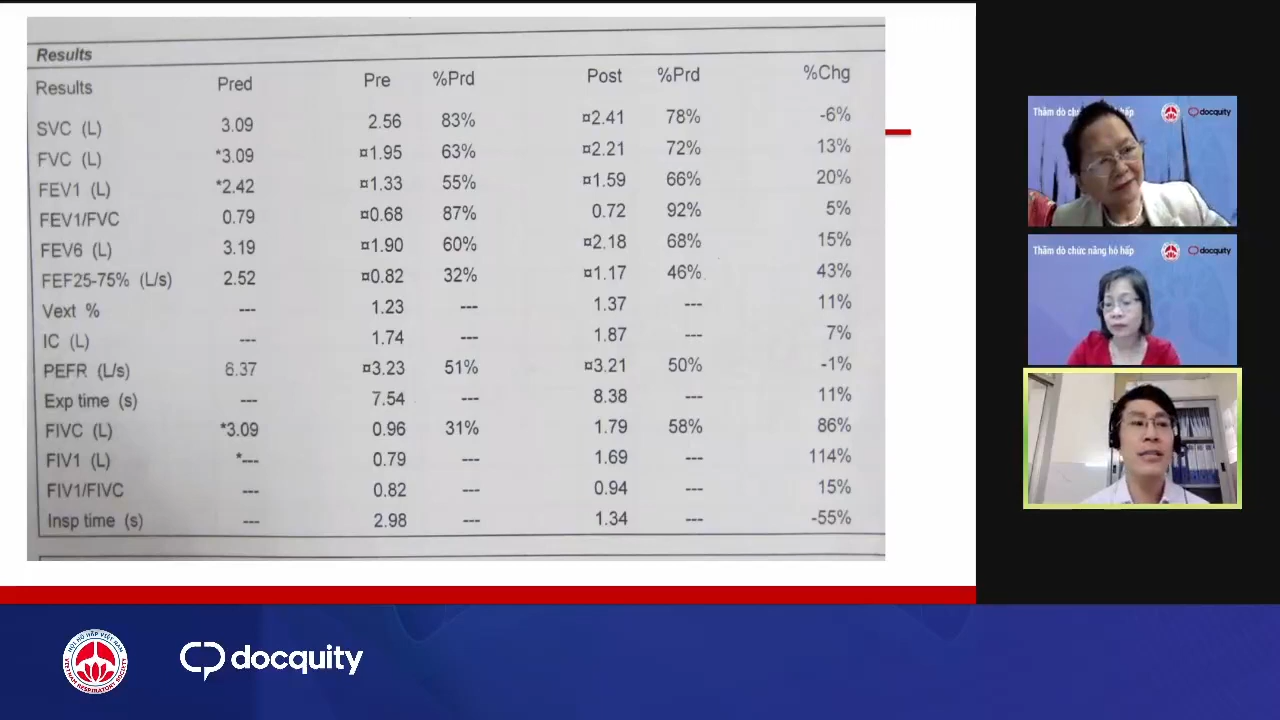 Results
Results Pred Pre %Prd Post %Prd %Chg
SVC (L) 3.09 2.56 83% ¤2.41 78% -6%
FVC (L) *3.09 ¤1.95 63% ¤2.21 72% 13%
FEV1 (L) *2.42 ¤1.33 55% ¤1.59 66% 20%
FEV1/FVC 0.79 ¤0.68 87% 0.72 92% 5%
FEV6 (L) 3.19 ¤1.90 60% ¤2.18 68% 15%
FEF25-75% (L/s) 2.52 ¤0.82 32% ¤1.17 46% 43%
Vext % --- 1.23 --- 1.37 --- 11%
IC (L) --- 1.74 --- 1.87 --- 7%
PEFR (L/s) 6.37 ¤3.23 51% ¤3.21 50% -1%
Exp time (s) --- 7.54 --- 8.38 --- 11%
FIVC (L) *3.09 0.96 31% 1.79 58% 86%
FIV1 (L) *--- 0.79 --- 1.69 --- 114%
FIV1/FIVC --- 0.82 --- 0.94 --- 15%
Insp time (s) --- 2.98 --- 1.34 --- -55%
Thăm dò docquity
Thăm dò chức năng hô hấp docquity
HỘI HÔ HẤP VIỆT NAM
VIETNAM RESPIRATORY SOCIETY
docquity